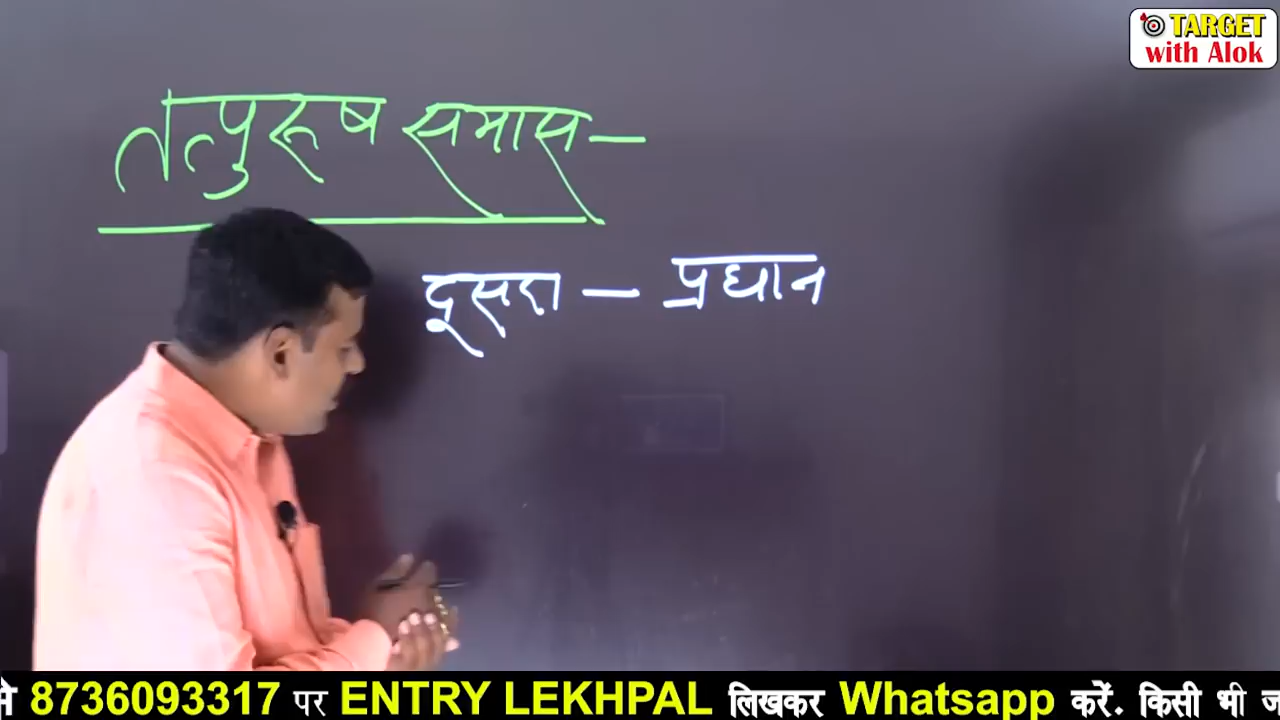 TARGET
with Alok
तत्पुरूष समास –
दूसरा – प्रधान
से 8736093317 पर ENTRY LEKHPAL लिखकर Whatsapp करें. किसी भी